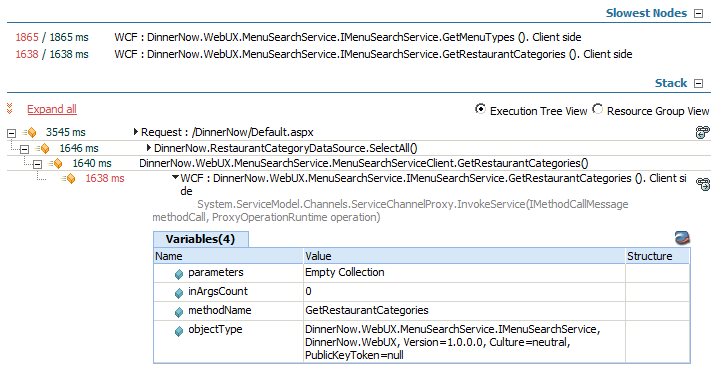 Slowest Nodes
1865 / 1865 ms WCF : DinnerNow.WebUX.MenuSearchService.IMenuSearchService.GetMenuTypes (). Client side
1638 / 1638 ms WCF : DinnerNow.WebUX.MenuSearchService.IMenuSearchService.GetRestaurantCategories (). Client side
Stack
Expand all Execution Tree View Resource Group View
3545 ms Request : /DinnerNow/Default.aspx
1646 ms DinnerNow.RestaurantCategoryDataSource.SelectAll()
1640 ms DinnerNow.WebUX.MenuSearchService.MenuSearchServiceClient.GetRestaurantCategories()
1638 ms WCF : DinnerNow.WebUX.MenuSearchService.IMenuSearchService.GetRestaurantCategories (). Client si
de
System.ServiceModel.Channels.ServiceChannelProxy.InvokeService(IMethodCallMessage
methodCall, ProxyOperationRuntime operation)
Variables(4)
Name Value Structure
parameters Empty Collection
inArgsCount 0
methodName GetRestaurantCategories
objectType DinnerNow.WebUX.MenuSearchService.IMenuSearchService,
DinnerNow.WebUX, Version=1.0.0.0, Culture=neutral,
PublicKeyToken=null